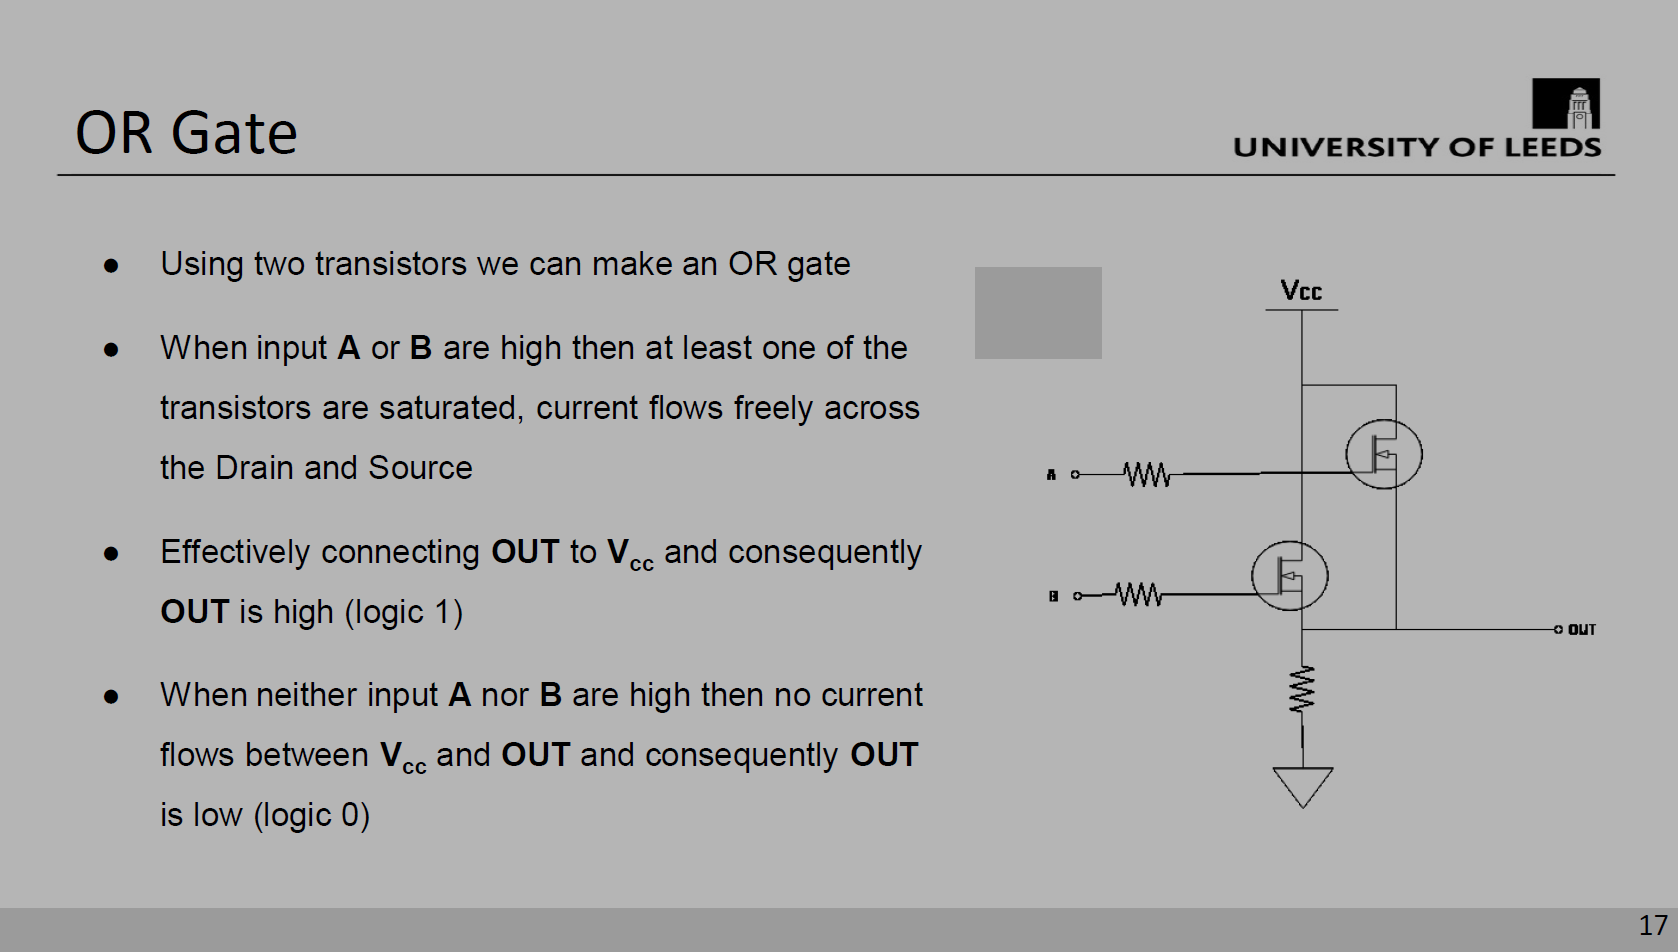 OR Gate
UNIVERSITY OF LEEDS
● Using two transistors we can make an OR gate
● When input A or B are high then at least one of the
transistors are saturated, current flows freely across
the Drain and Source
● Effectively connecting OUT to Vcc and consequently
OUT is high (logic 1)
● When neither input A nor B are high then no current
flows between Vcc and OUT and consequently OUT
is low (logic 0)
Vcc
A
B
OUT
17